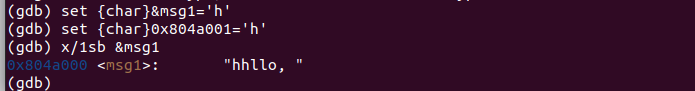 (gdb) set {char}&msg1='h'
(gdb) set {char}0x804a001='h'
(gdb) x/1sb &msg1
0x804a000 <msg1>:       "hhllo, "
(gdb)